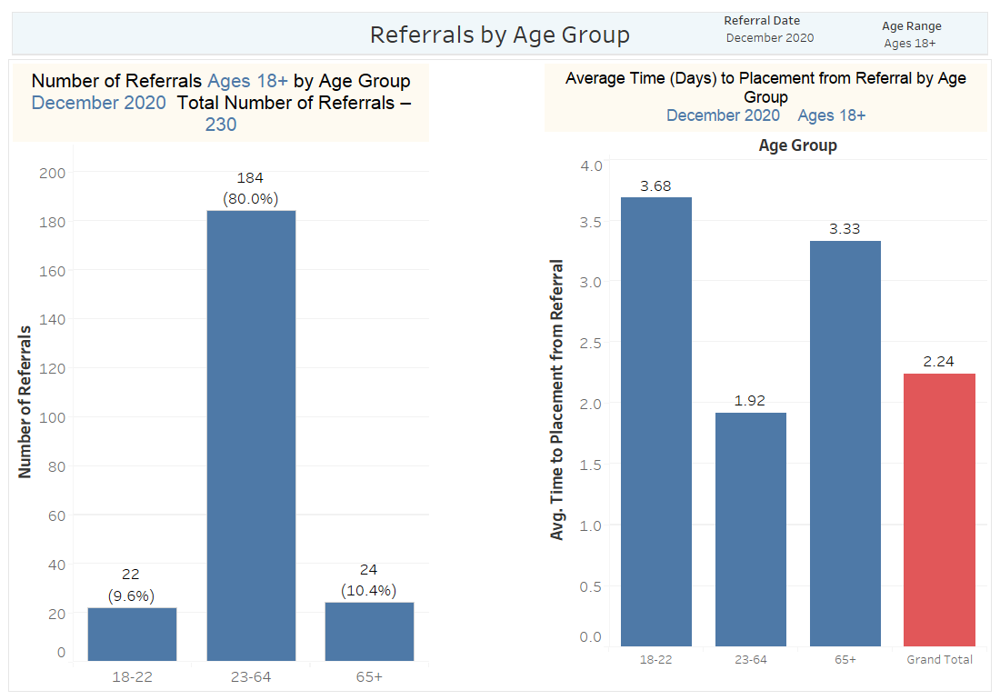 Referrals by Age Group
Referral Date
December 2020
Age Range
Ages 18+
Number of Referrals Ages 18+ by Age Group
December 2020 Total Number of Referrals –
230
Number of Referrals
200
180
160
140
120
100
80
60
40
20
0
22
(9.6%)
184
(80.0%)
24
(10.4%)
18-22
23-64
65+
Average Time (Days) to Placement from Referral by Age
Group
December 2020 Ages 18+
Age Group
Avg. Time to Placement from Referral
4.0
3.5
3.0
2.5
2.0
1.5
1.0
0.5
0.0
3.68
1.92
3.33
2.24
18-22
23-64
65+
Grand Total